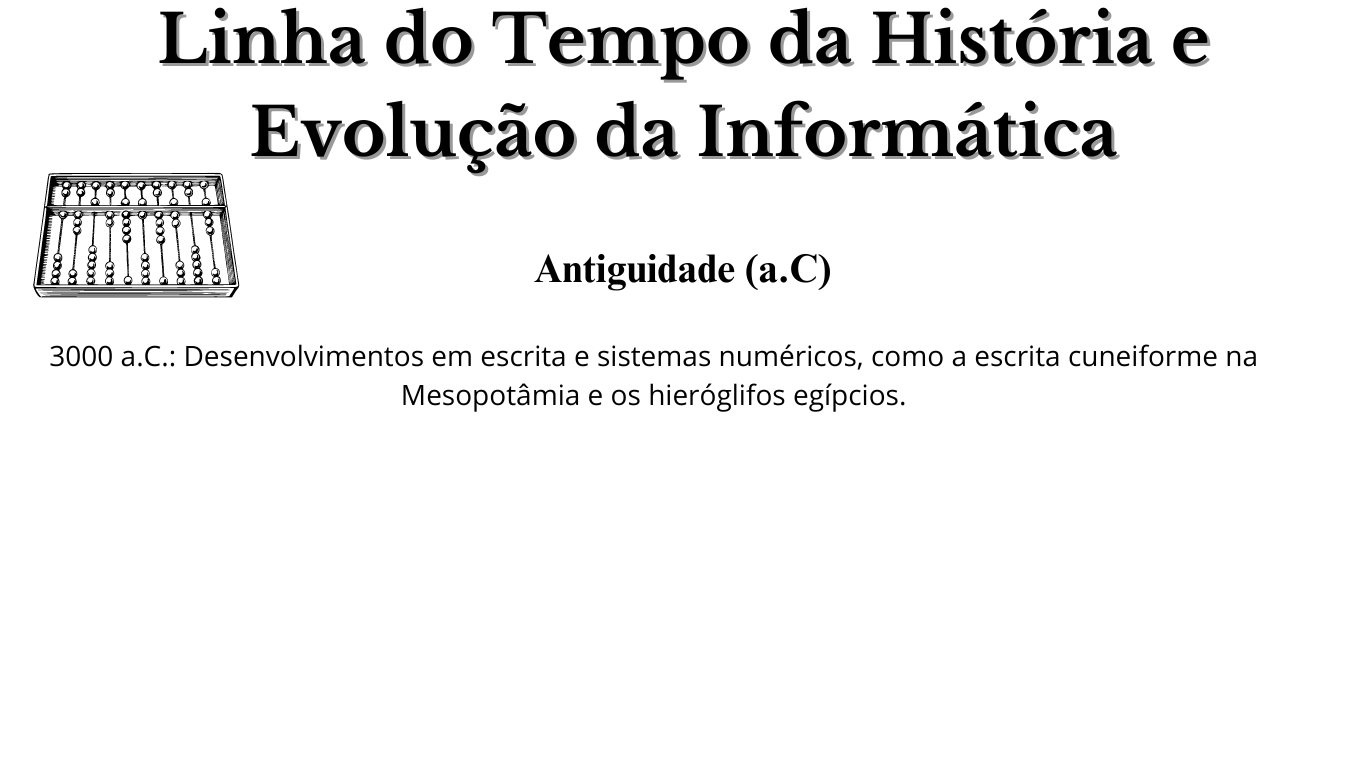 Linha do Tempo da História e
Evolução da Informática
Antiguidade (a.C)
3000 a.C.: Desenvolvimentos em escrita e sistemas numéricos, como a escrita cuneiforme na
Mesopotâmia e os hieróglifos egípcios.